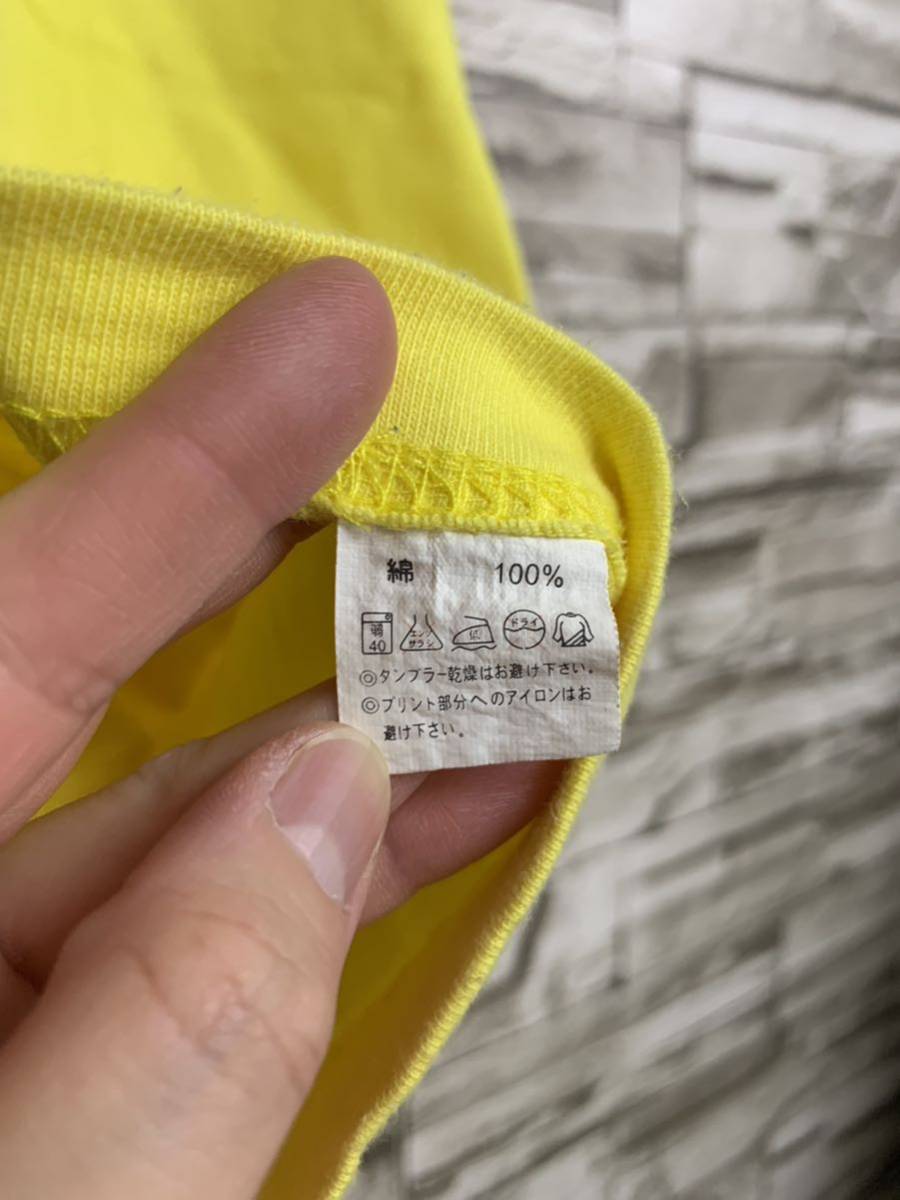 綿 100%
弱 40 エンソ サラシ 中 ドライ
◎タンブラー乾燥はお避け下さい。
◎プリント部分へのアイロンはお
避け下さい。